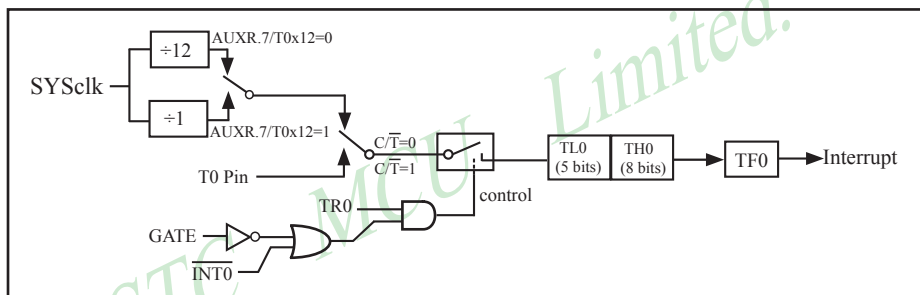 ÷12
AUXR.7/T0x12=0
SYSclk
÷1
AUXR.7/T0x12=1
C/T̅=0
C/T̅=1
T0 Pin
TL0
(5 bits)
TH0
(8 bits)
TF0
Interrupt
control
TR0
GATE
I̅N̅T̅0̅
STC MCU Limited.